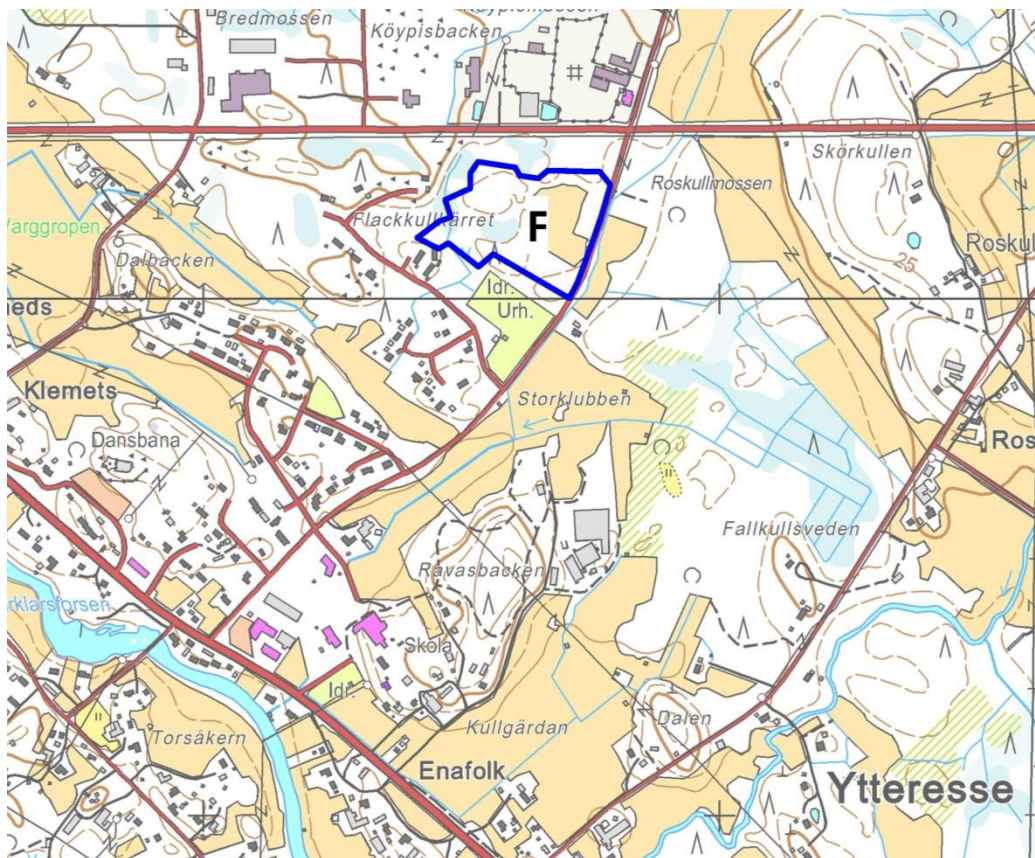 Bredmossen
Köypisbacken
Skörkullen
Roskullmossen
Varggropen
Flackkullkärret
F
Dalbacken
25
Idr.
Urh.
Klemets
Storklubben
Dansbana
Fallkullsveden
Ravasbacken
Skola
Idr.
Dalen
Torsåkern
Kullgärdan
Enafolk
Ytteresse